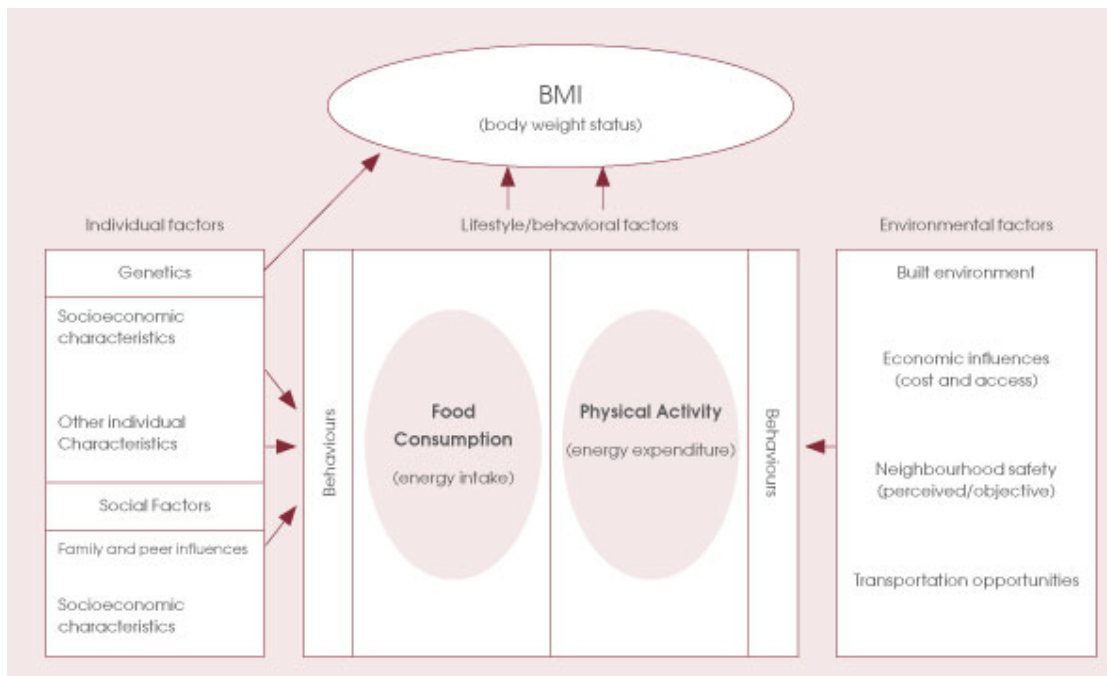 BMI
(body weight status)
Individual factors
Lifestyle/behavioral factors
Environmental factors
Genetics
Socioeconomic
characteristics
Other individual
Characteristics
Social Factors
Family and peer influences
Socioeconomic
characteristics
Behaviours
Food
Consumption
(energy intake)
Physical Activity
(energy expenditure)
Behaviours
Built environment
Economic influences
(cost and access)
Neighbourhood safety
(perceived/objective)
Transportation opportunities